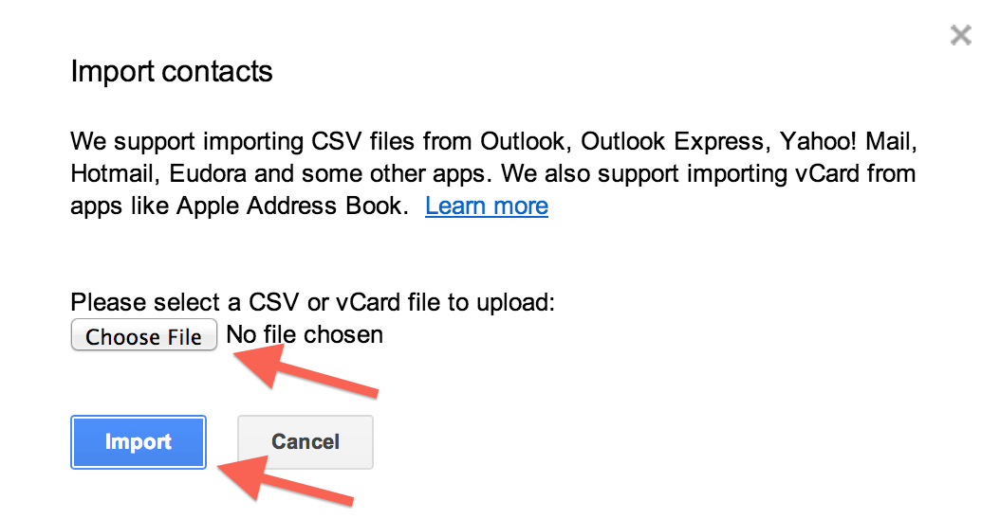 Import contacts
We support importing CSV files from Outlook, Outlook Express, Yahoo! Mail,
Hotmail, Eudora and some other apps. We also support importing vCard from
apps like Apple Address Book. Learn more
Please select a CSV or vCard file to upload:
Choose File No file chosen
Import Cancel